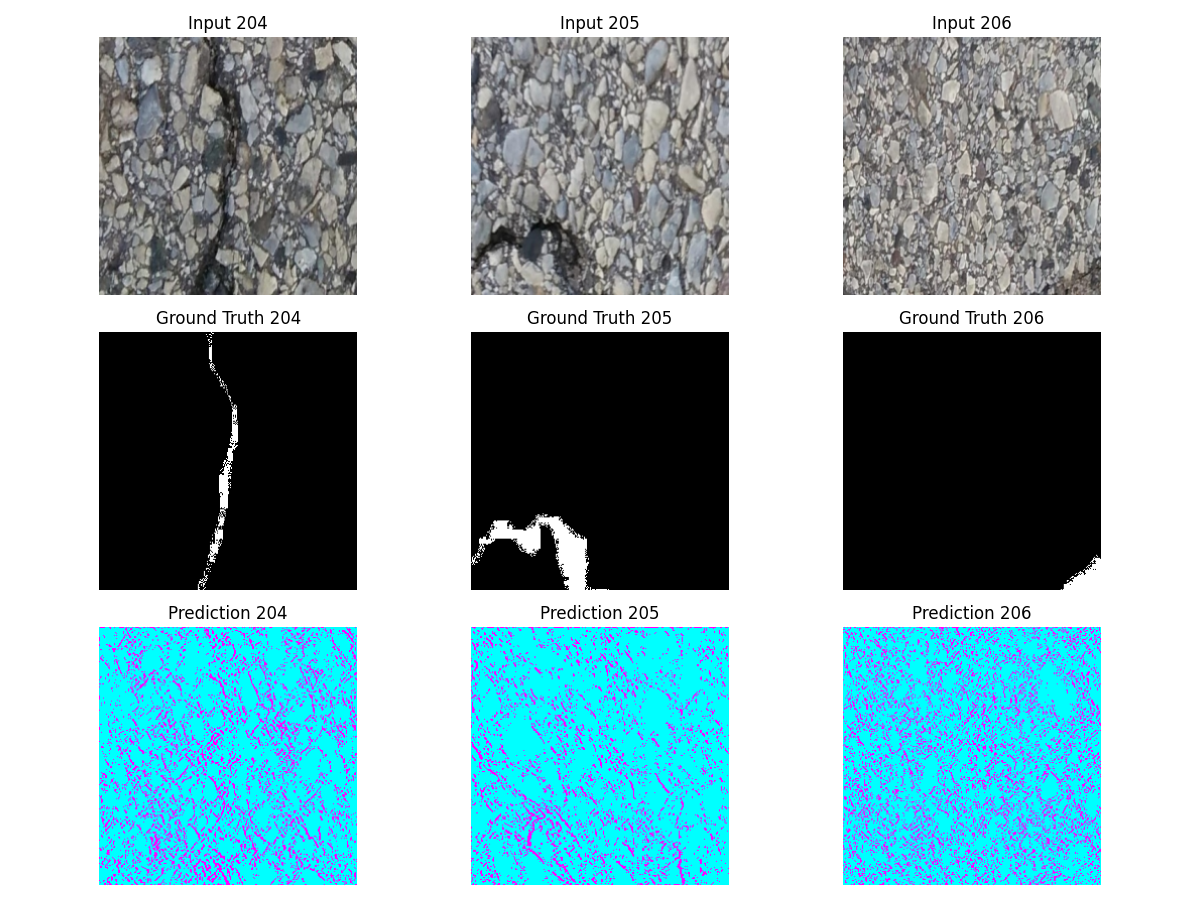 Input 204
Input 205
Input 206
Ground Truth 204
Ground Truth 205
Ground Truth 206
Prediction 204
Prediction 205
Prediction 206